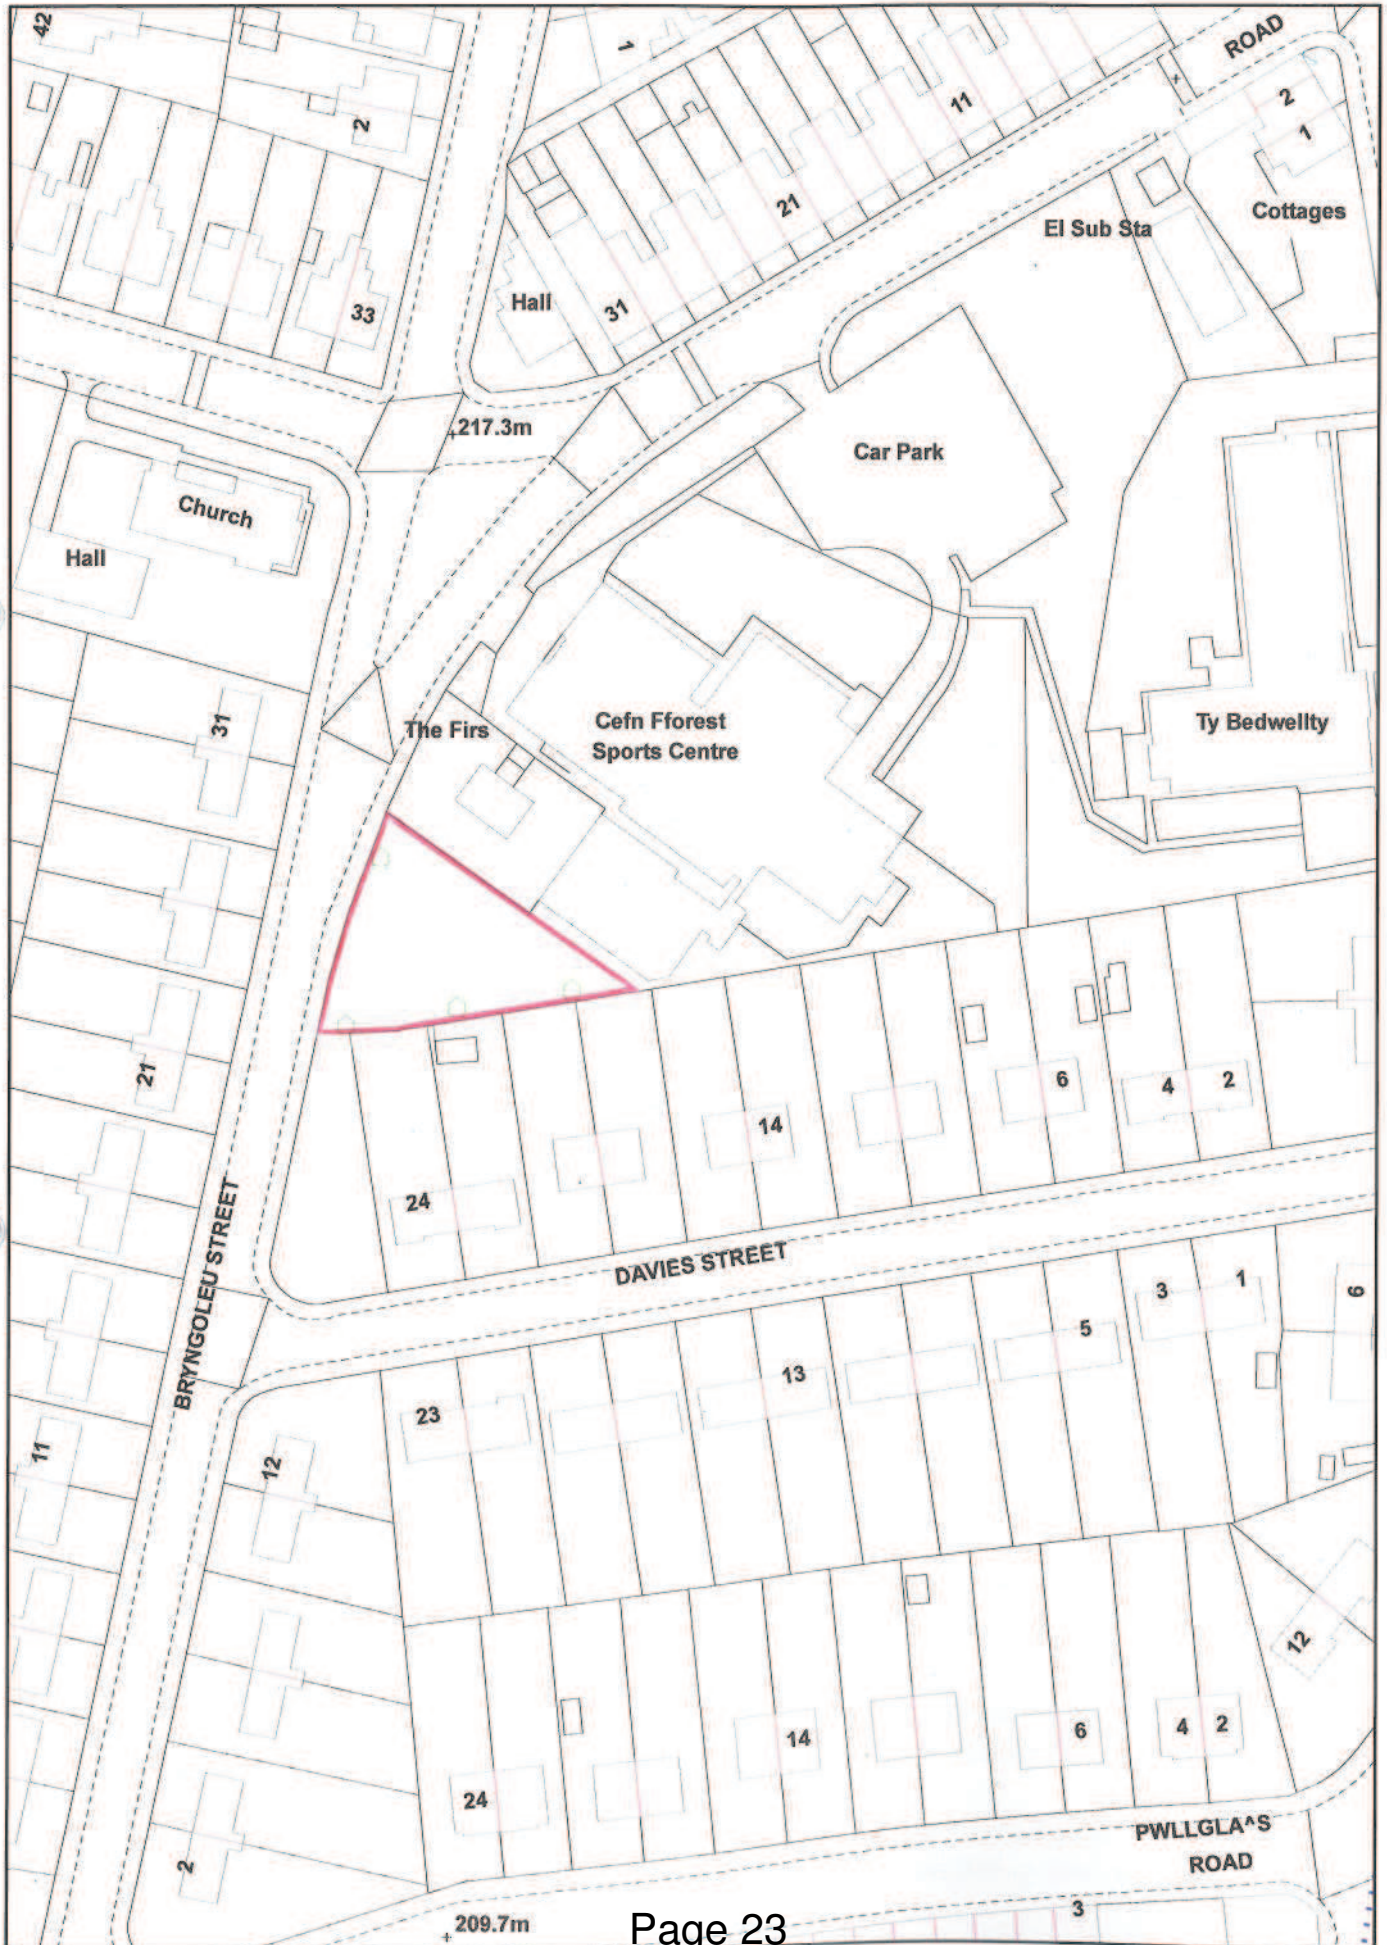 42
1
ROAD
2
11
2
1
21
Cottages
El Sub Sta
Hall
31
33
217.3m
Car Park
Church
Hall
31
The Firs
Cefn Fforest
Sports Centre
Ty Bedwellty
21
6
4
2
14
24
BRYNGOLEU STREET
DAVIES STREET
3
1
6
5
13
23
11
12
12
14
6
4
2
24
PWLLGLA^S
ROAD
2
3
209.7m
Page 23